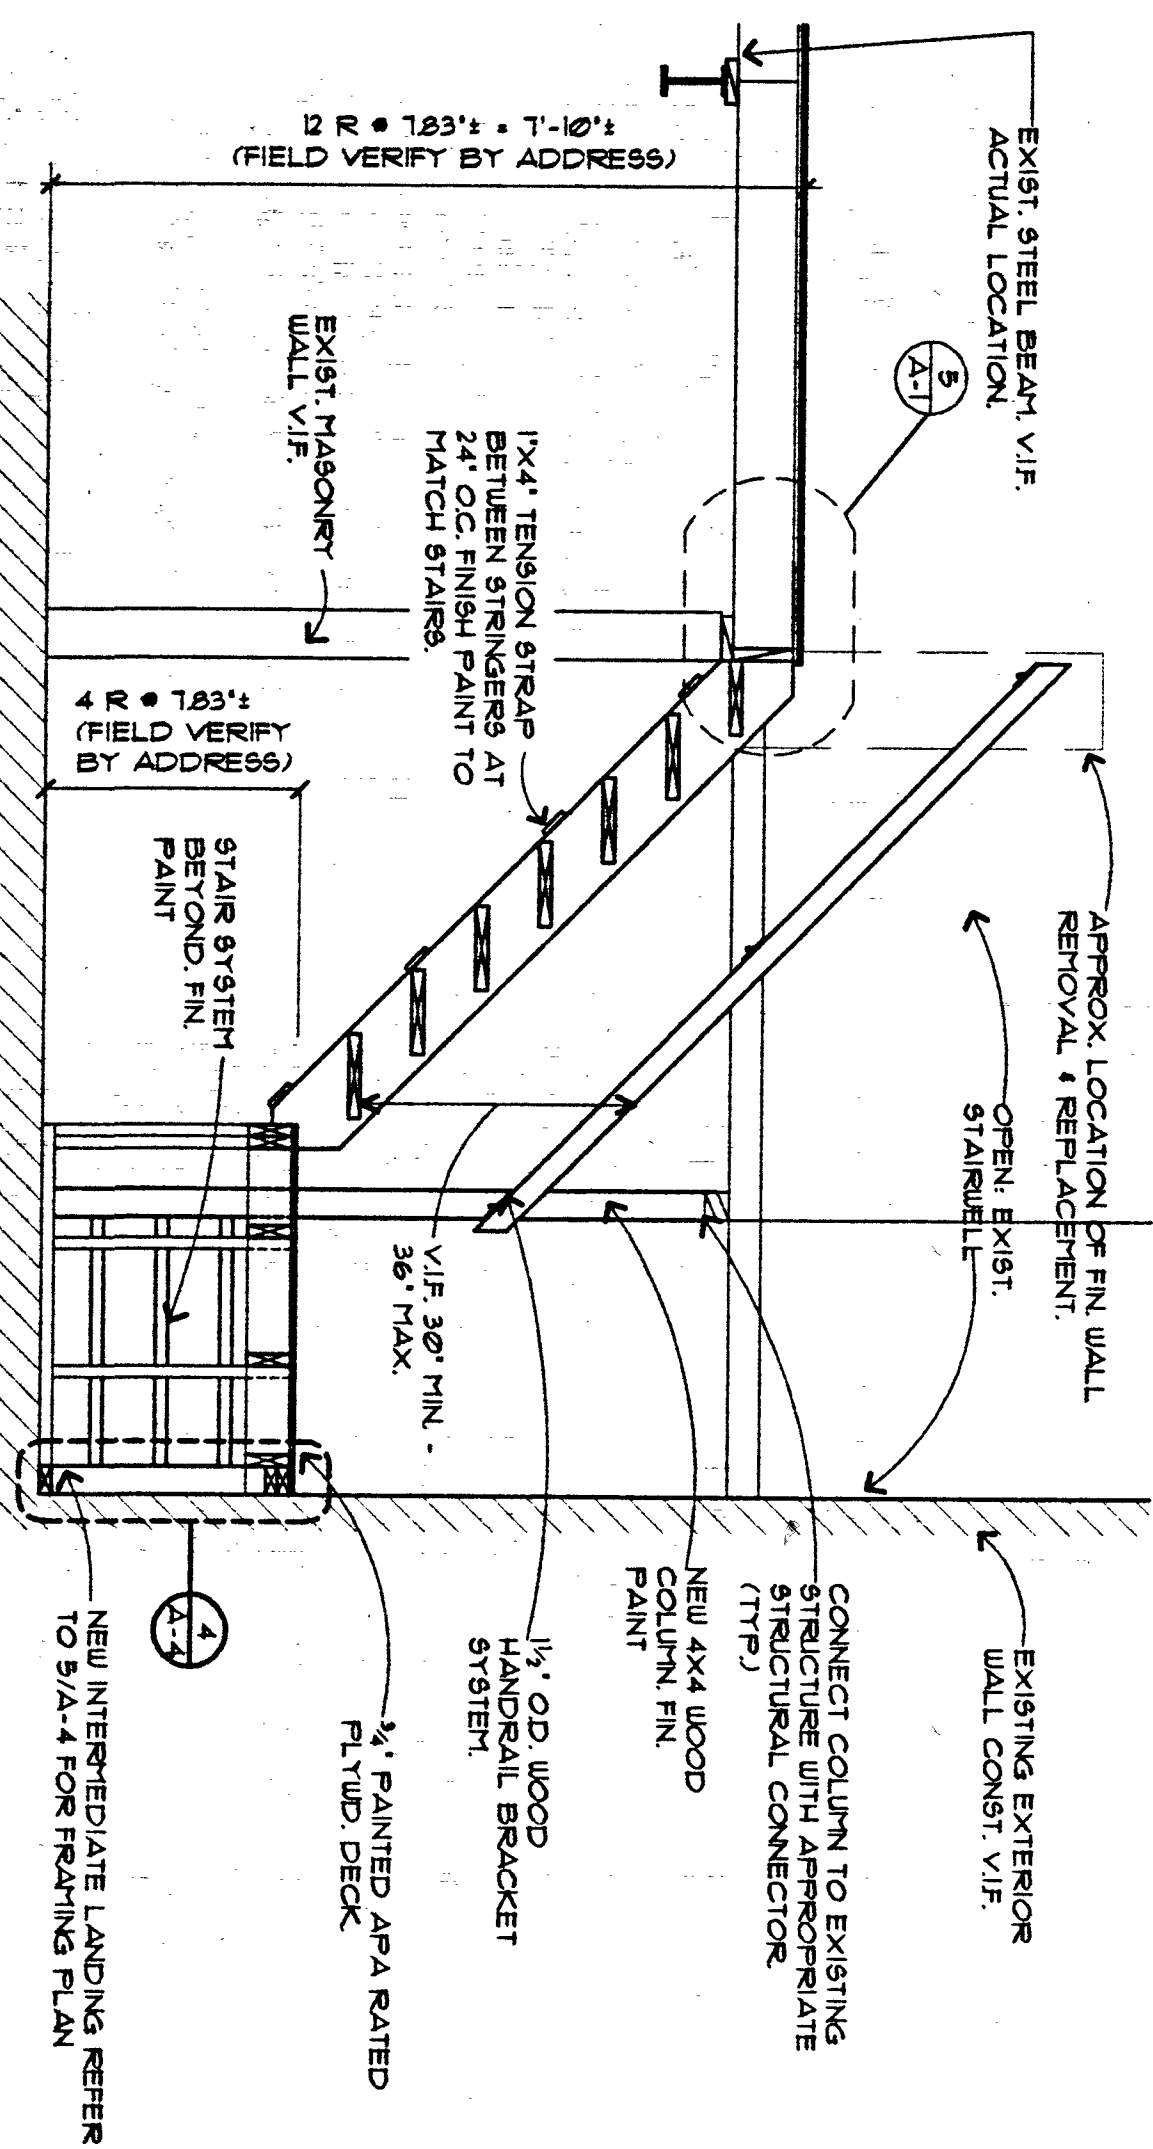 EXIST. STEEL BEAM. V.I.F.
ACTUAL LOCATION.
5
A-1
12 R @ 7.83"± = 7'-10"±
(FIELD VERIFY BY ADDRESS)
EXIST. MASONRY
WALL V.I.F.
1"X4" TENSION STRAP
BETWEEN STRINGERS AT
24" O.C. FINISH PAINT TO
MATCH STAIRS.
4 R @ 7.83"±
(FIELD VERIFY
BY ADDRESS)
STAIR SYSTEM
BEYOND. FIN.
PAINT
APPROX. LOCATION OF FIN. WALL
REMOVAL & REPLACEMENT.
OPEN: EXIST.
STAIRWELL
V.I.F. 30" MIN. -
36" MAX.
EXISTING EXTERIOR
WALL CONST. V.I.F.
CONNECT COLUMN TO EXISTING
STRUCTURE WITH APPROPRIATE
STRUCTURAL CONNECTOR
(TYP.)
NEW 4X4 WOOD
COLUMN. FIN.
PAINT
1½" O.D. WOOD
HANDRAIL BRACKET
SYSTEM.
¾" PAINTED APA RATED
PLYWD. DECK.
4
A-4
NEW INTERMEDIATE LANDING REFER
TO 5/A-4 FOR FRAMING PLAN